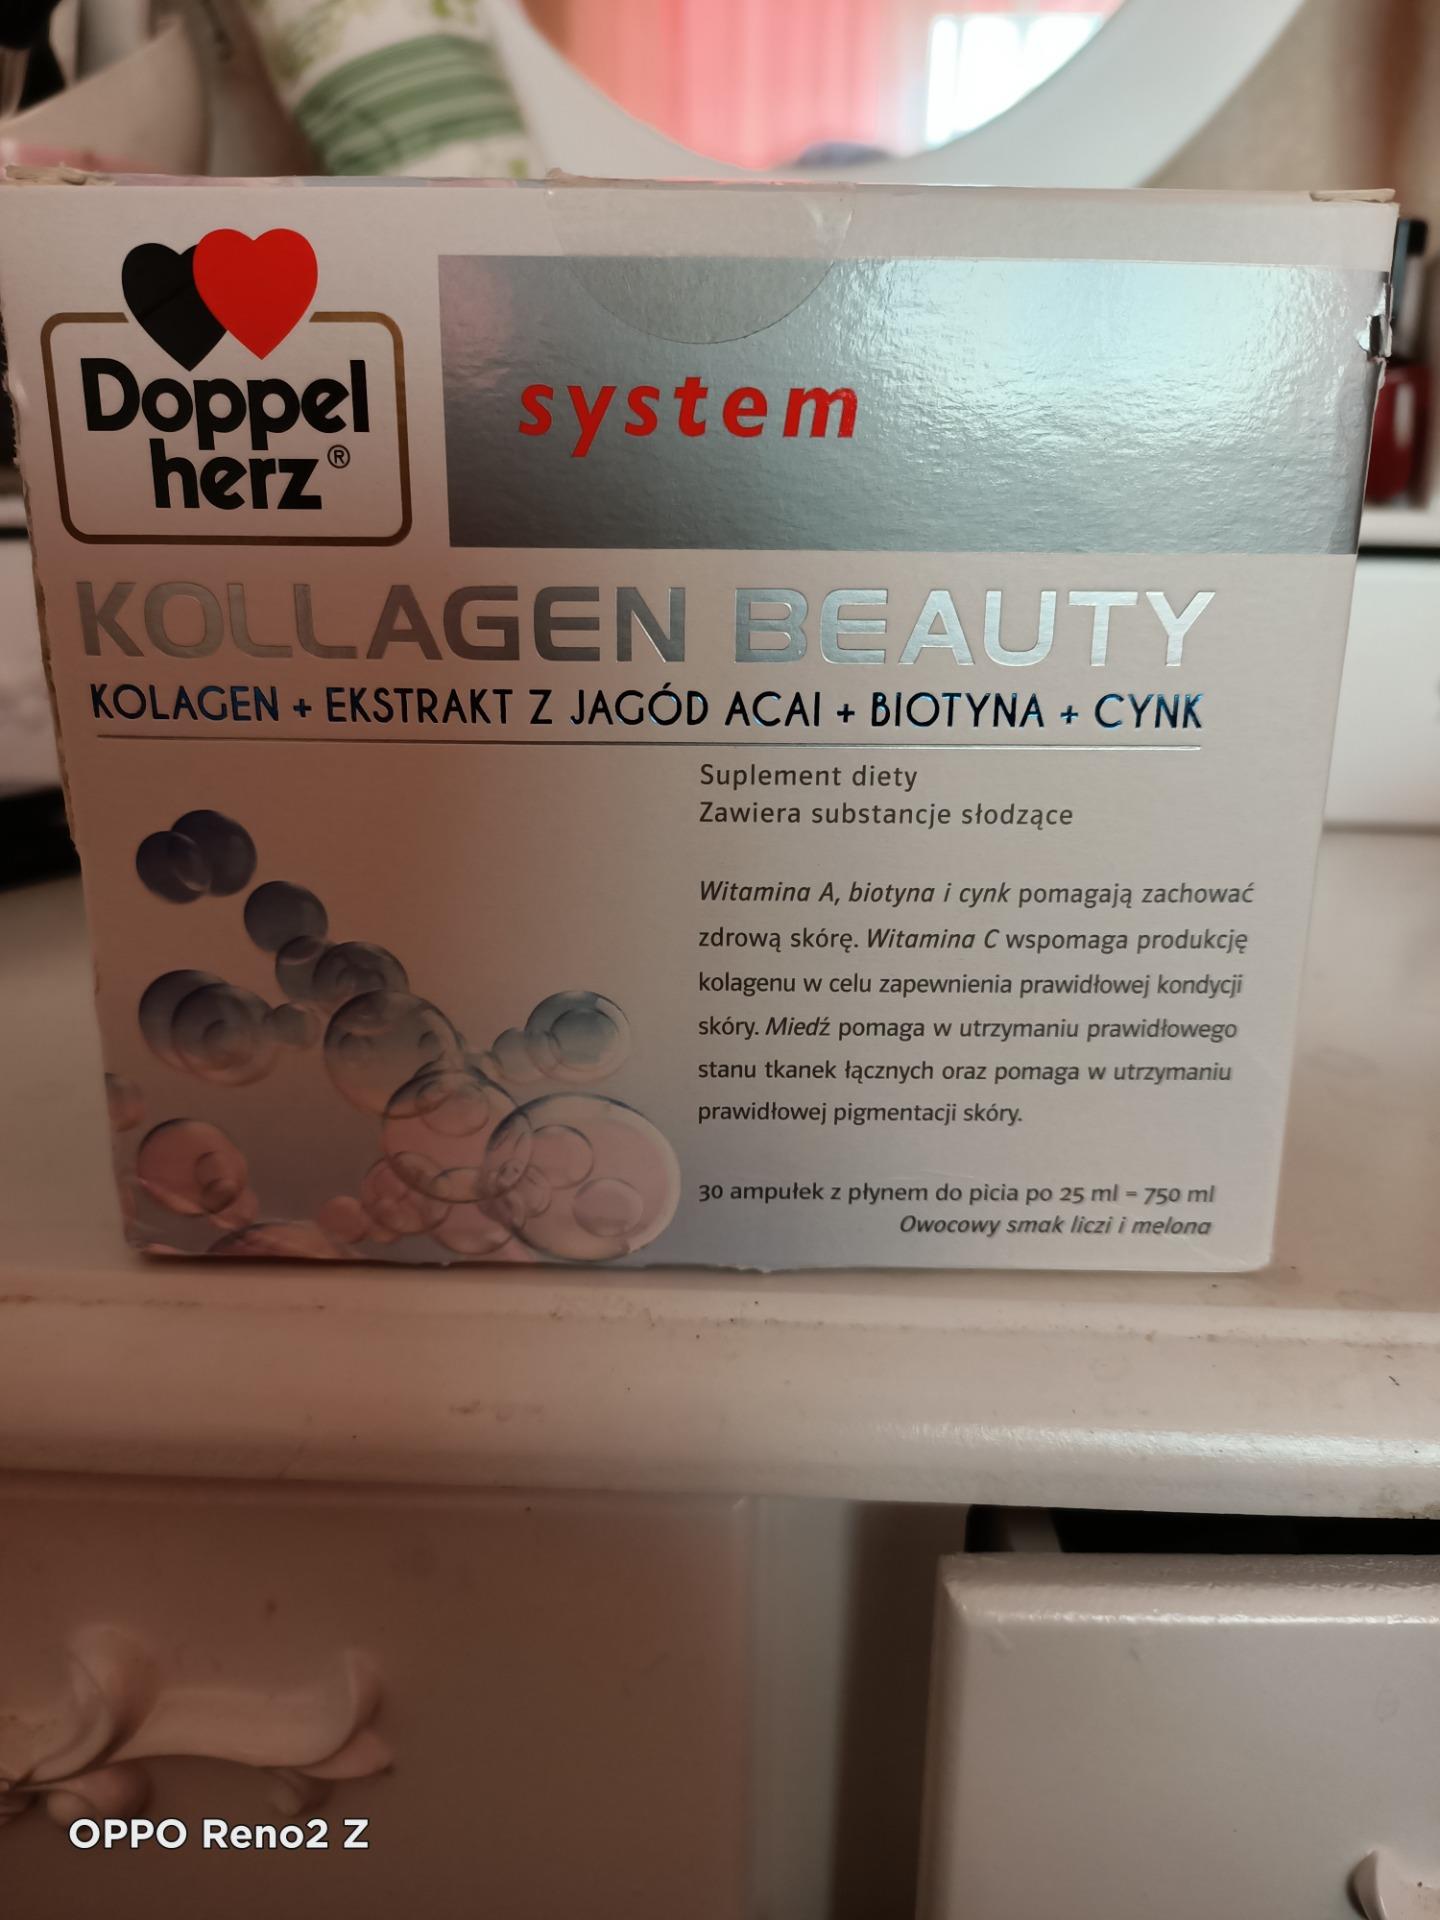 Doppel
herz®
system
KOLLAGEN BEAUTY
KOLAGEN + EKSTRAKT Z JAGÓD ACAI + BIOTYNA + CYNK
Suplement diety
Zawiera substancje słodzące
Witamina A, biotyna i cynk pomagają zachować
zdrową skórę. Witamina C wspomaga produkcję
kolagenu w celu zapewnienia prawidłowej kondycji
skóry. Miedź pomaga w utrzymaniu prawidłowego
stanu tkanek łącznych oraz pomaga w utrzymaniu
prawidłowej pigmentacji skóry.
30 ampułek z płynem do picia po 25 ml = 750 ml
Owocowy smak liczi i melona
OPPO Reno2 Z